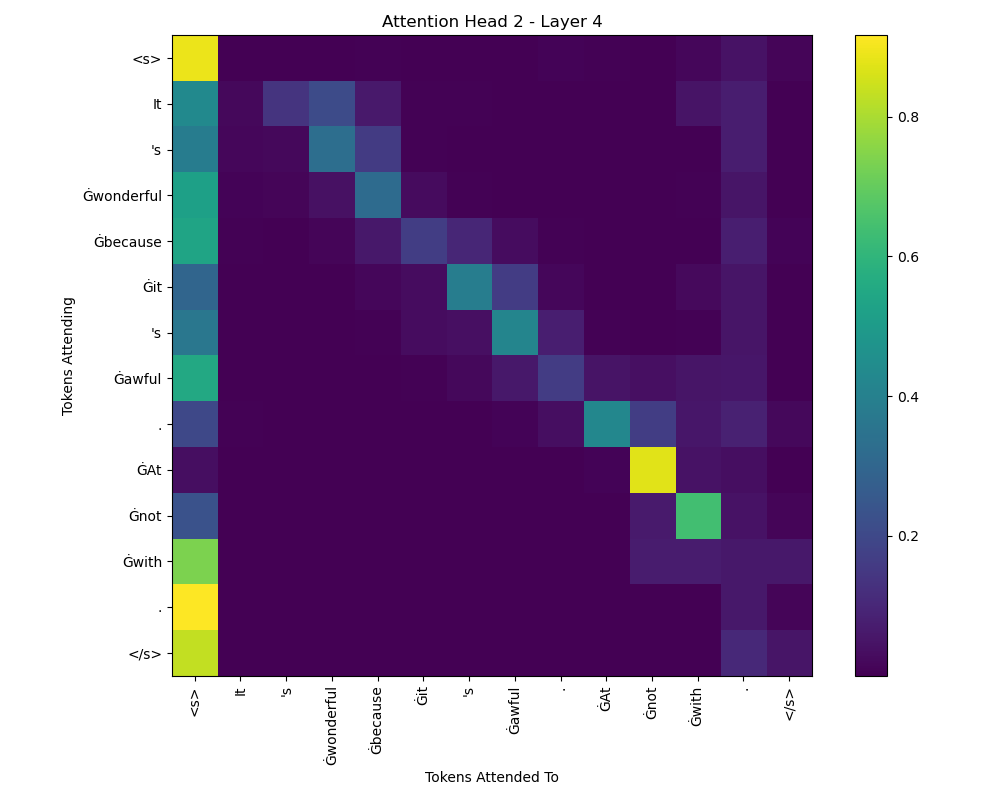 Attention Head 2 - Layer 4
Tokens Attending
<s>
It
's
Ġwonderful
Ġbecause
Ġit
's
Ġawful
.
ĠAt
Ġnot
Ġwith
.
</s>
<s>
It
's
Ġwonderful
Ġbecause
Ġit
's
Ġawful
.
ĠAt
Ġnot
Ġwith
.
</s>
Tokens Attended To
0.8
0.6
0.4
0.2